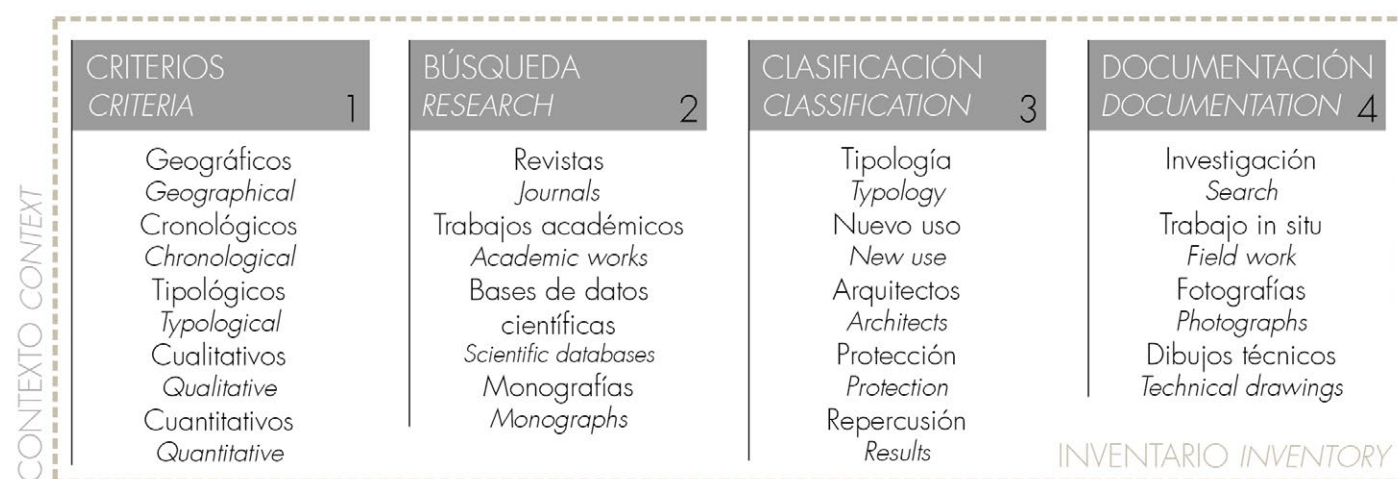 CONTEXTO CONTEXT
CRITERIOS
CRITERIA 1
Geográficos
Geographical
Cronológicos
Chronological
Tipológicos
Typological
Cualitativos
Qualitative
Cuantitativos
Quantitative
BÚSQUEDA
RESEARCH 2
Revistas
Journals
Trabajos académicos
Academic works
Bases de datos
científicas
Scientific databases
Monografías
Monographs
CLASIFICACIÓN
CLASSIFICATION 3
Tipología
Typology
Nuevo uso
New use
Arquitectos
Architects
Protección
Protection
Repercusión
Results
DOCUMENTACIÓN
DOCUMENTATION 4
Investigación
Search
Trabajo in situ
Field work
Fotografías
Photographs
Dibujos técnicos
Technical drawings
INVENTARIO INVENTORY